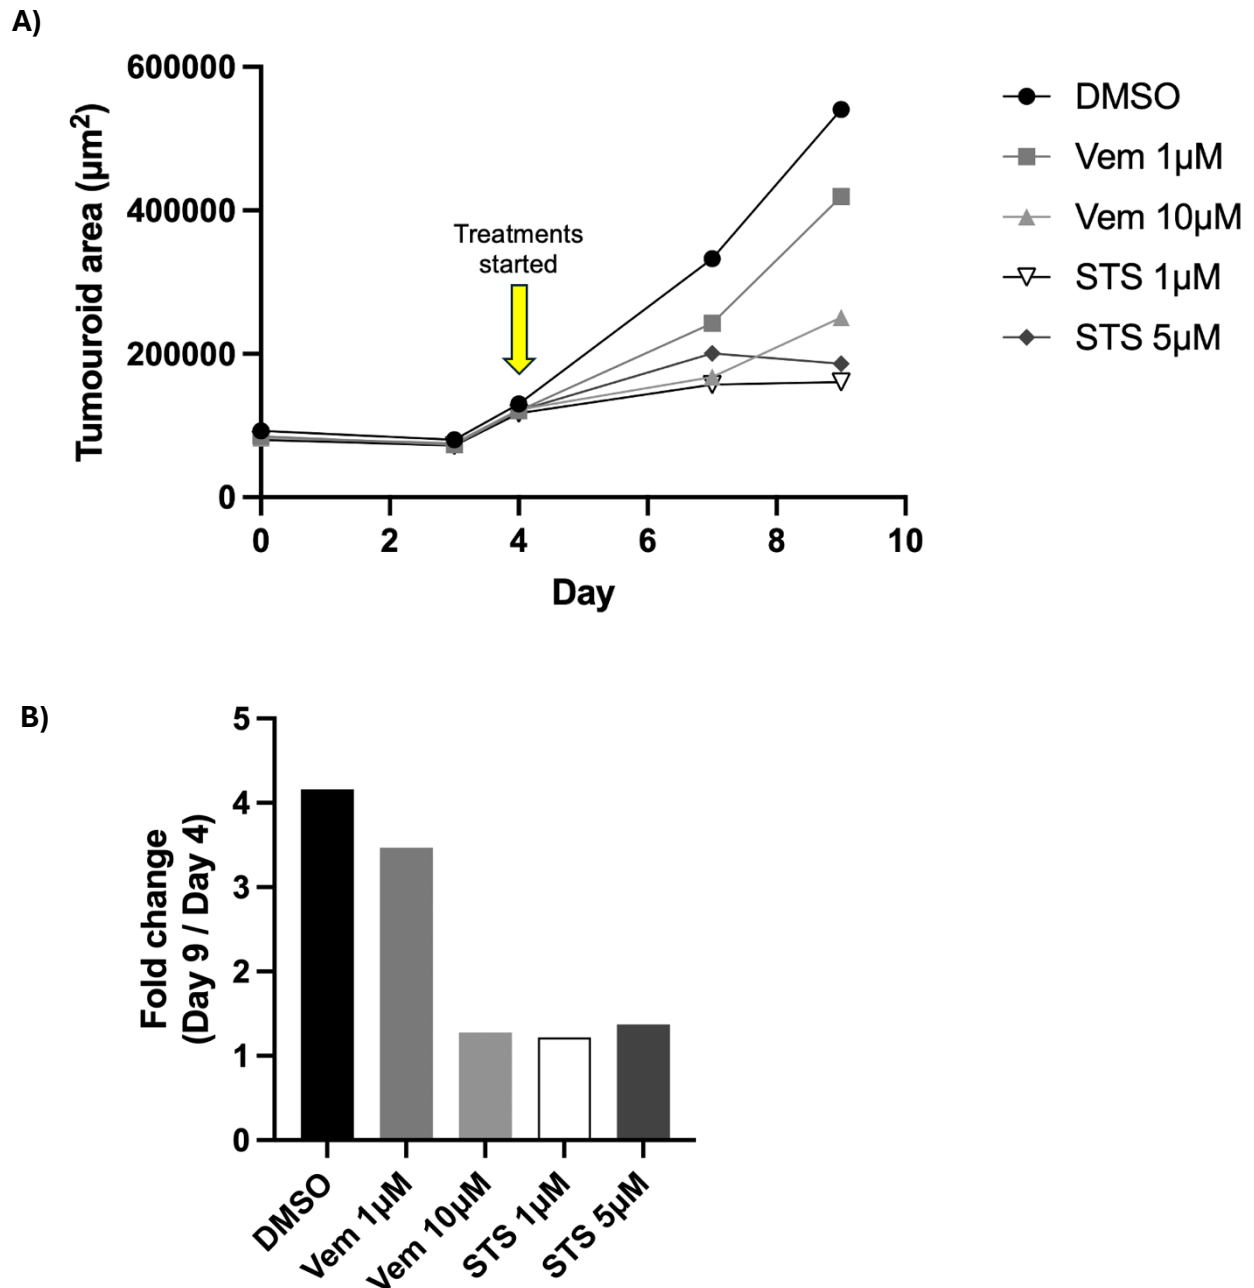 A)
600000
400000
200000
0
Tumouroid area (µm²)
Treatments
started
0 2 4 6 8 10
Day
DMSO
Vem 1µM
Vem 10µM
STS 1µM
STS 5µM
B)
5
4
3
2
1
0
Fold change
(Day 9 / Day 4)
DMSO
Vem 1µM
Vem 10µM
STS 1µM
STS 5µM